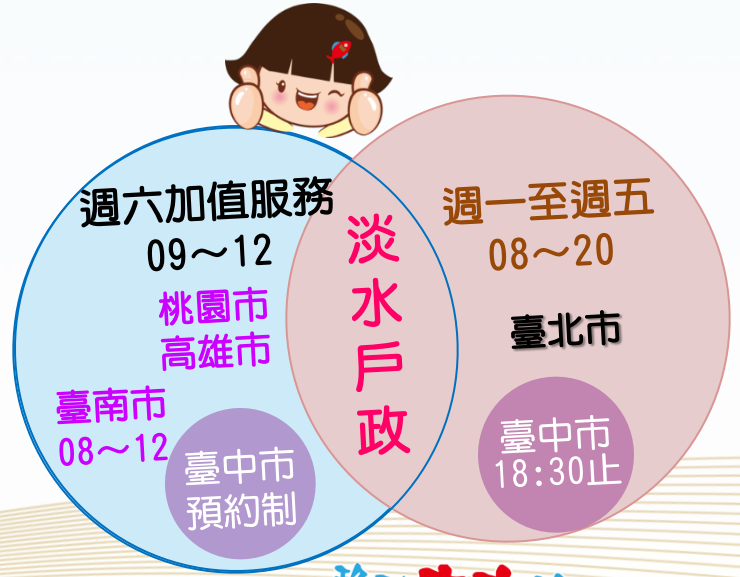 週六加值服務
09～12
桃園市
高雄市
臺南市
08～12
臺中市
預約制
淡水戶政
週一至週五
08～20
臺北市
臺中市
18:30止